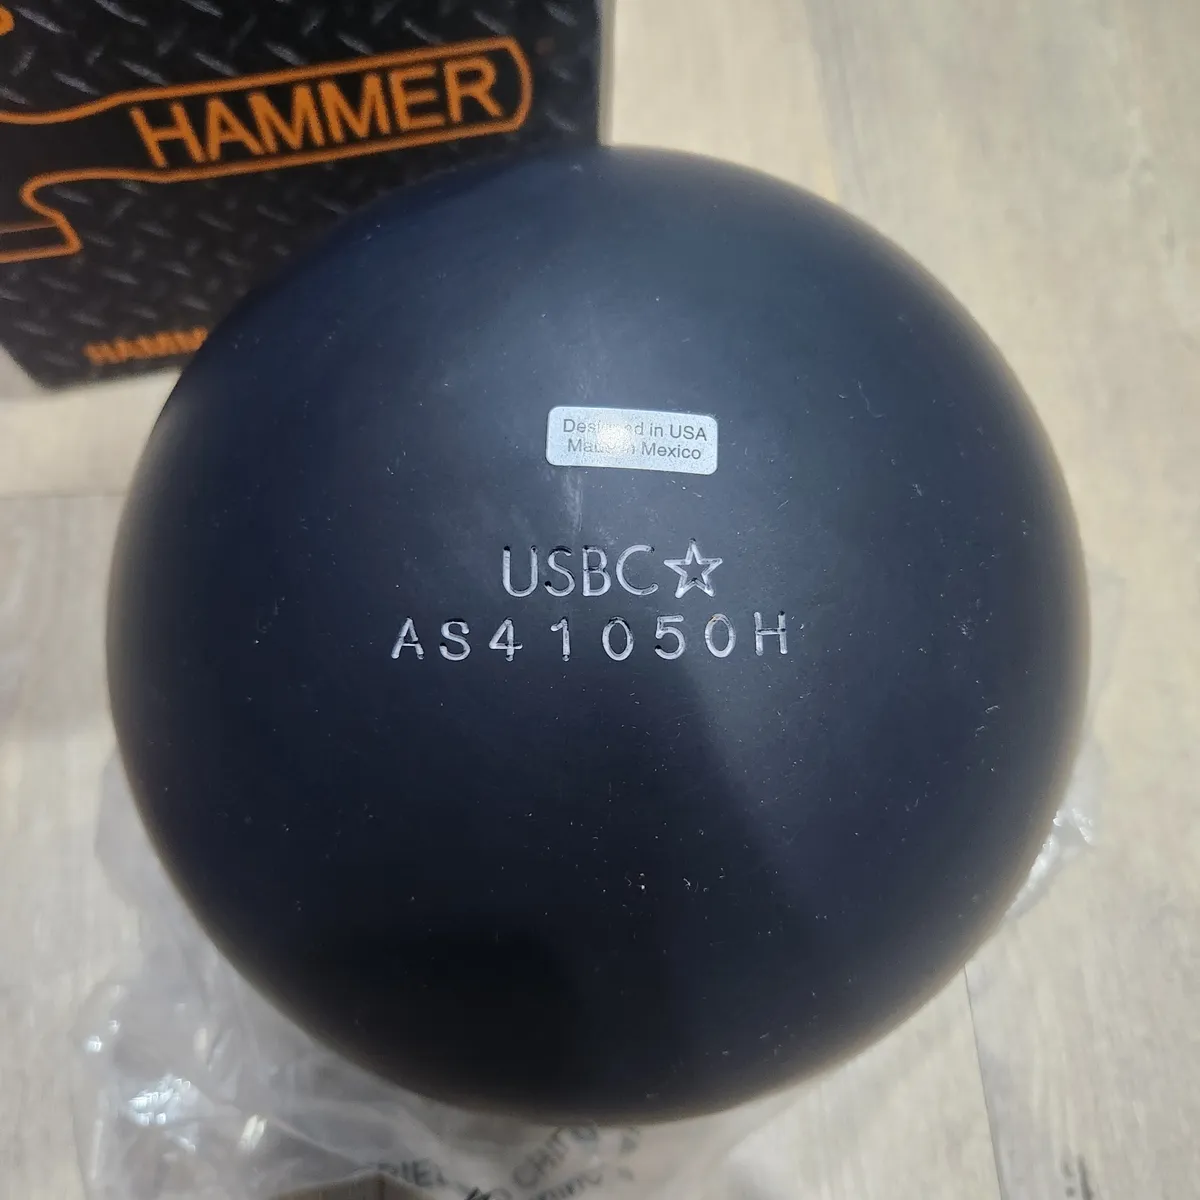 HAMMER
Designed in USA
Made in Mexico
USBC☆
AS41050H